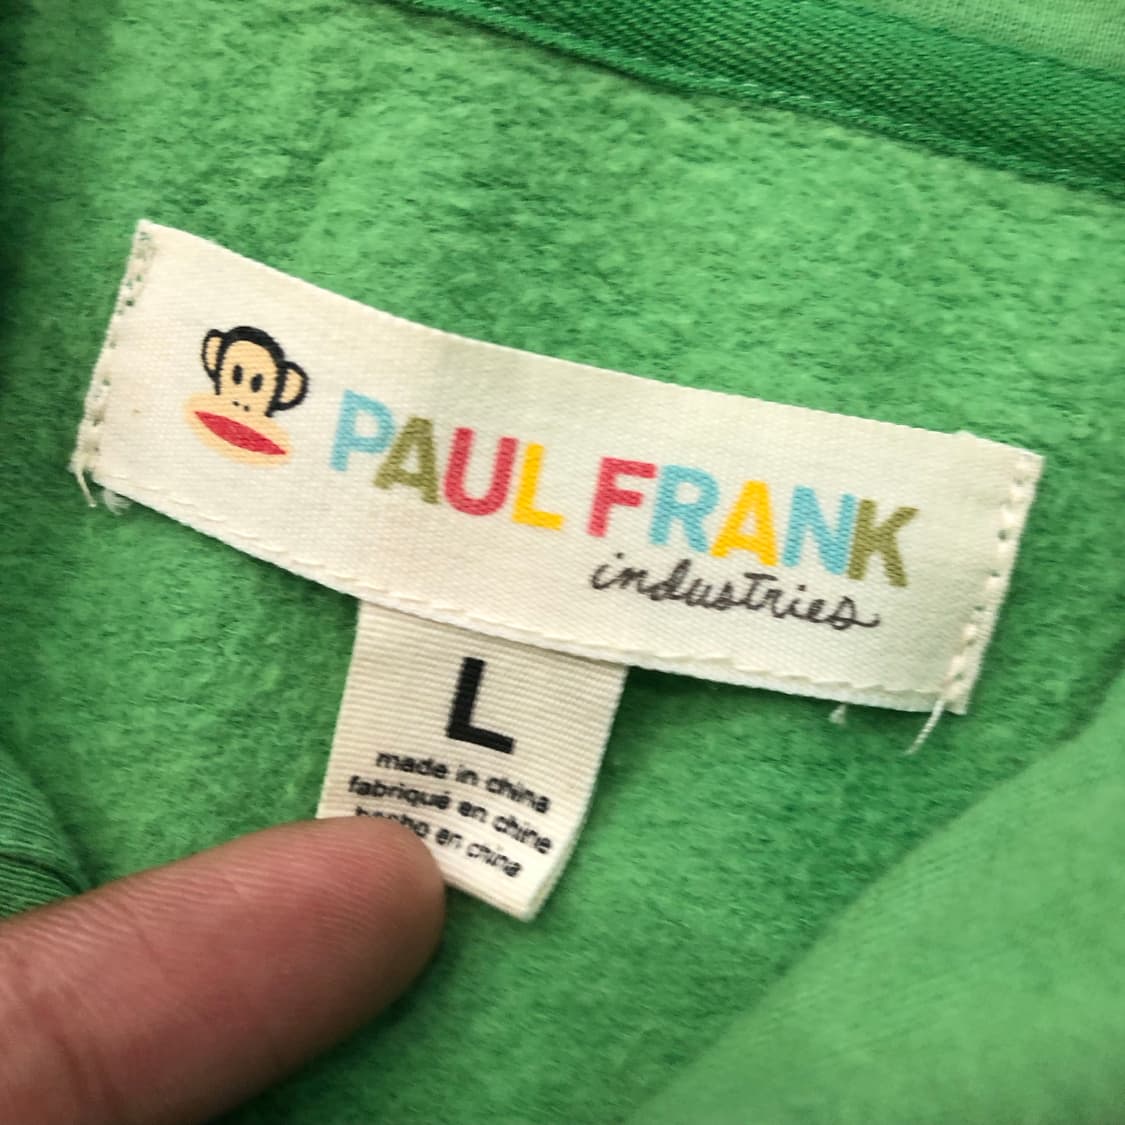 PAUL FRANK
industries
L
made in china
fabriqué en chine
hecho en china